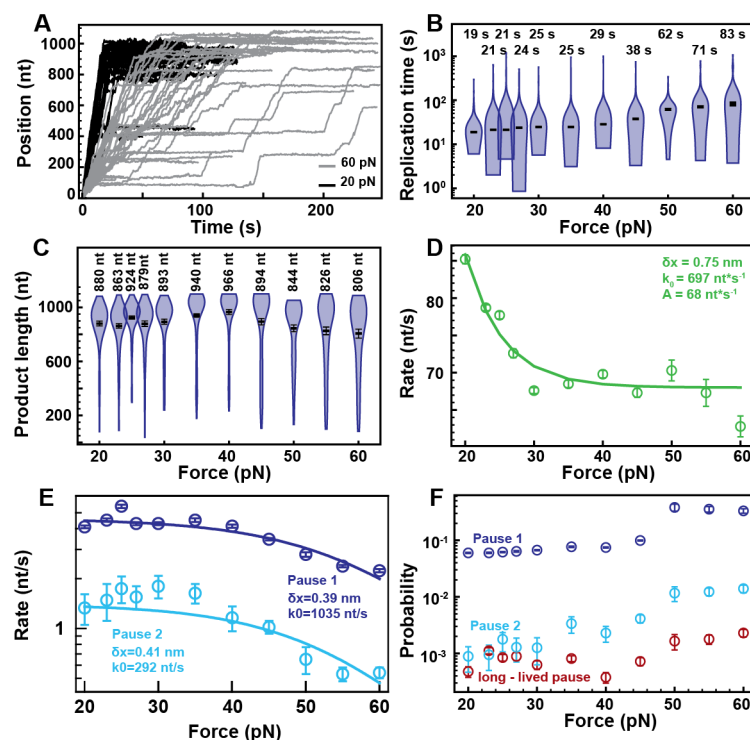 A
Position (nt)
1000
800
600
400
200
0
0
100
200
Time (s)
60 pN
20 pN
B
Replication time (s)
10³
10²
10¹
10⁰
19 s 21 s 25 s 29 s 62 s 83 s
21 s 24 s 25 s 38 s 71 s
20 30 40 50 60
Force (pN)
C
Product length (nt)
1000
600
200
880 nt
863 nt
924 nt
879 nt
893 nt
940 nt
966 nt
894 nt
844 nt
826 nt
806 nt
20 30 40 50 60
Force (pN)
D
Rate (nt/s)
80
70
δx = 0.75 nm
k₀ = 697 nt*s⁻¹
A = 68 nt*s⁻¹
20 30 40 50 60
Force (pN)
E
Rate (nt/s)
1
Pause 1
δx=0.39 nm
k0=1035 nt/s
Pause 2
δx=0.41 nm
k0=292 nt/s
20 30 40 50 60
Force (pN)
F
Probability
10⁻¹
10⁻²
10⁻³
Pause 1
Pause 2
long - lived pause
20 25 30 35 40 45 50 55 60
Force (pN)